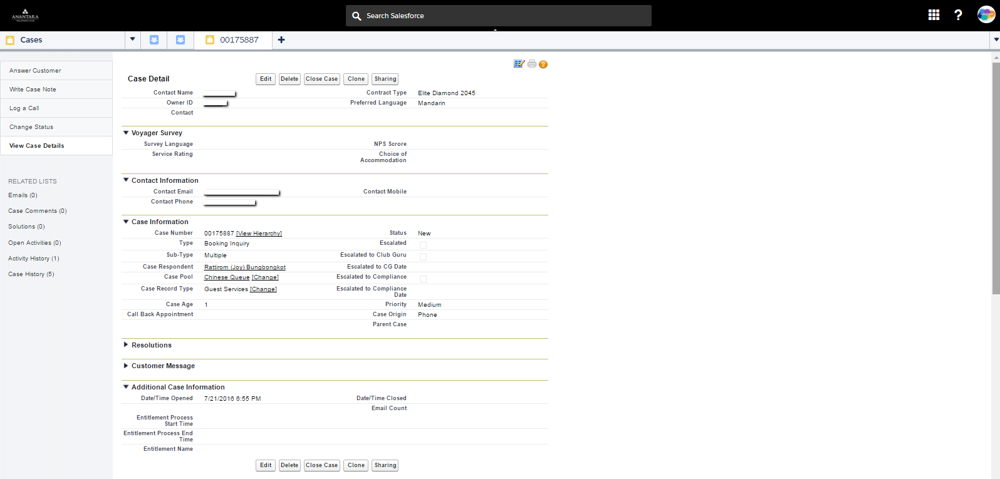 ANANTARA
VACATION CLUB
Search Salesforce
?
Cases
00175887
Answer Customer
Write Case Note
Log a Call
Change Status
View Case Details
RELATED LISTS
Emails (0)
Case Comments (0)
Solutions (0)
Open Activities (0)
Activity History (1)
Case History (5)
?
Case Detail
Edit Delete Close Case Clone Sharing
Contact Name Contract Type Elite Diamond 2045
Owner ID Preferred Language Mandarin
Contact
Voyager Survey
Survey Language NPS Scrore
Service Rating Choice of
Accommodation
Contact Information
Contact Email Contact Mobile
Contact Phone
Case Information
Case Number 00175887 [View Hierarchy] Status New
Type Booking Inquiry Escalated
Sub-Type Multiple Escalated to Club Guru
Case Respondent Rattirom (Joy) Bungbongkot Escalated to CG Date
Case Pool Chinese Queue [Change] Escalated to Compliance
Case Record Type Guest Services [Change] Escalated to Compliance
Date
Case Age 1 Priority Medium
Call Back Appointment Case Origin Phone
Parent Case
Resolutions
Customer Message
Additional Case Information
Date/Time Opened 7/21/2016 6:55 PM Date/Time Closed
Email Count
Entitlement Process
Start Time
Entitlement Process End
Time
Entitlement Name
Edit Delete Close Case Clone Sharing